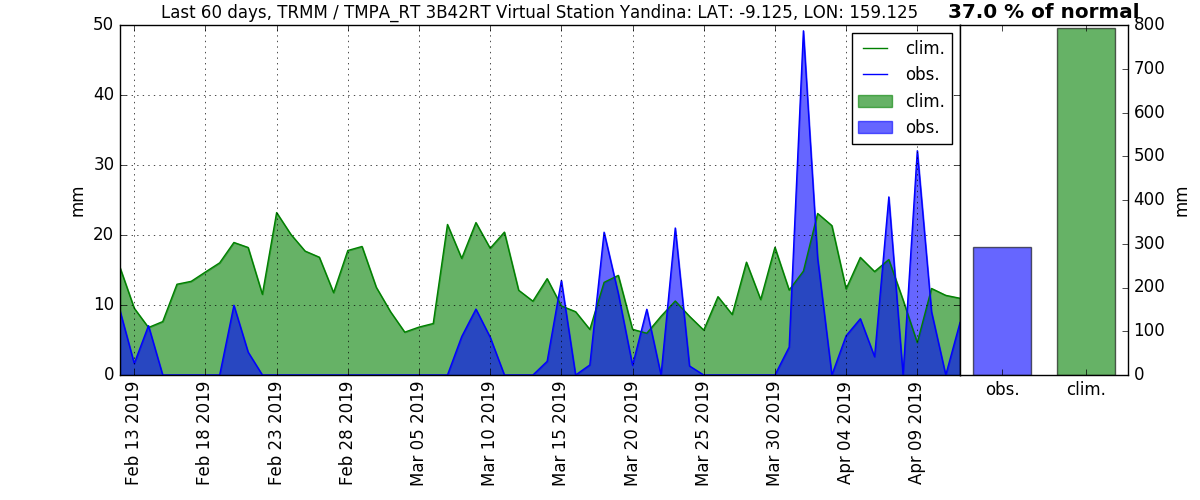 Last 60 days, TRMM / TMPA_RT 3B42RT Virtual Station Yandina: LAT: -9.125, LON: 159.125
37.0 % of normal
50
40
30
20
10
0
mm
clim.
obs.
clim.
obs.
800
700
600
500
400
300
200
100
0
mm
obs.
clim.
Feb 13 2019
Feb 18 2019
Feb 23 2019
Feb 28 2019
Mar 05 2019
Mar 10 2019
Mar 15 2019
Mar 20 2019
Mar 25 2019
Mar 30 2019
Apr 04 2019
Apr 09 2019